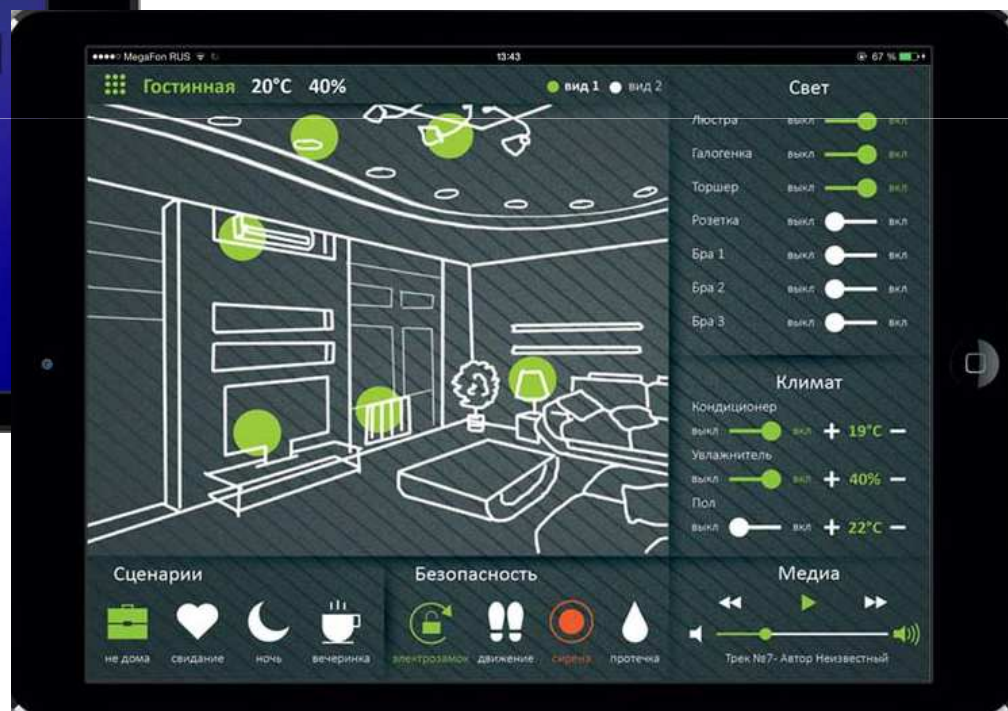 MegaFon RUS 13:43 67 %
Гостинная 20°C 40% вид 1 вид 2
Свет
Люстра выкл вкл
Галогенка выкл вкл
Торшер выкл вкл
Розетка выкл вкл
Бра 1 выкл вкл
Бра 2 выкл вкл
Бра 3 выкл вкл
Климат
Кондиционер
выкл вкл + 19°C −
Увлажнитель
выкл вкл + 40% −
Пол
выкл вкл + 22°C −
Сценарии
не дома свидание ночь вечеринка
Безопасность
электрозамок движение сирена протечка
Медиа
Трек №7- Автор Неизвестный